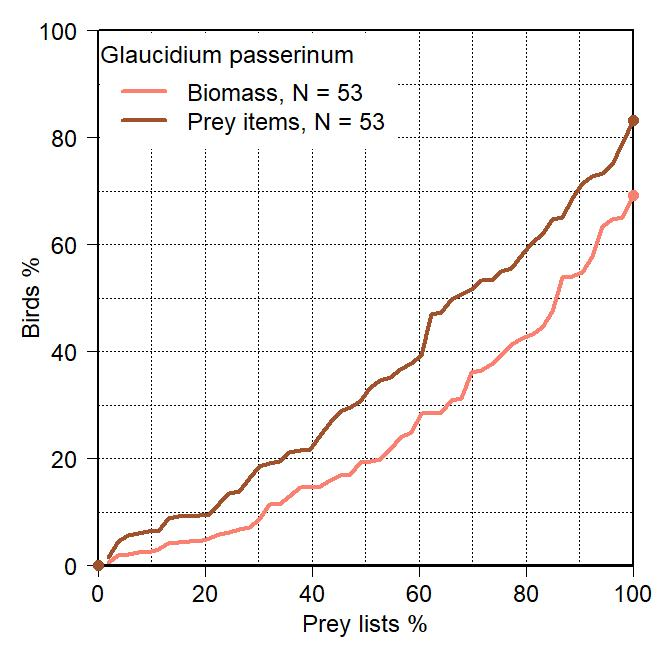 Glaucidium passerinum
Biomass, N = 53
Prey items, N = 53
100
80
60
40
20
0
Birds %
0 20 40 60 80 100
Prey lists %